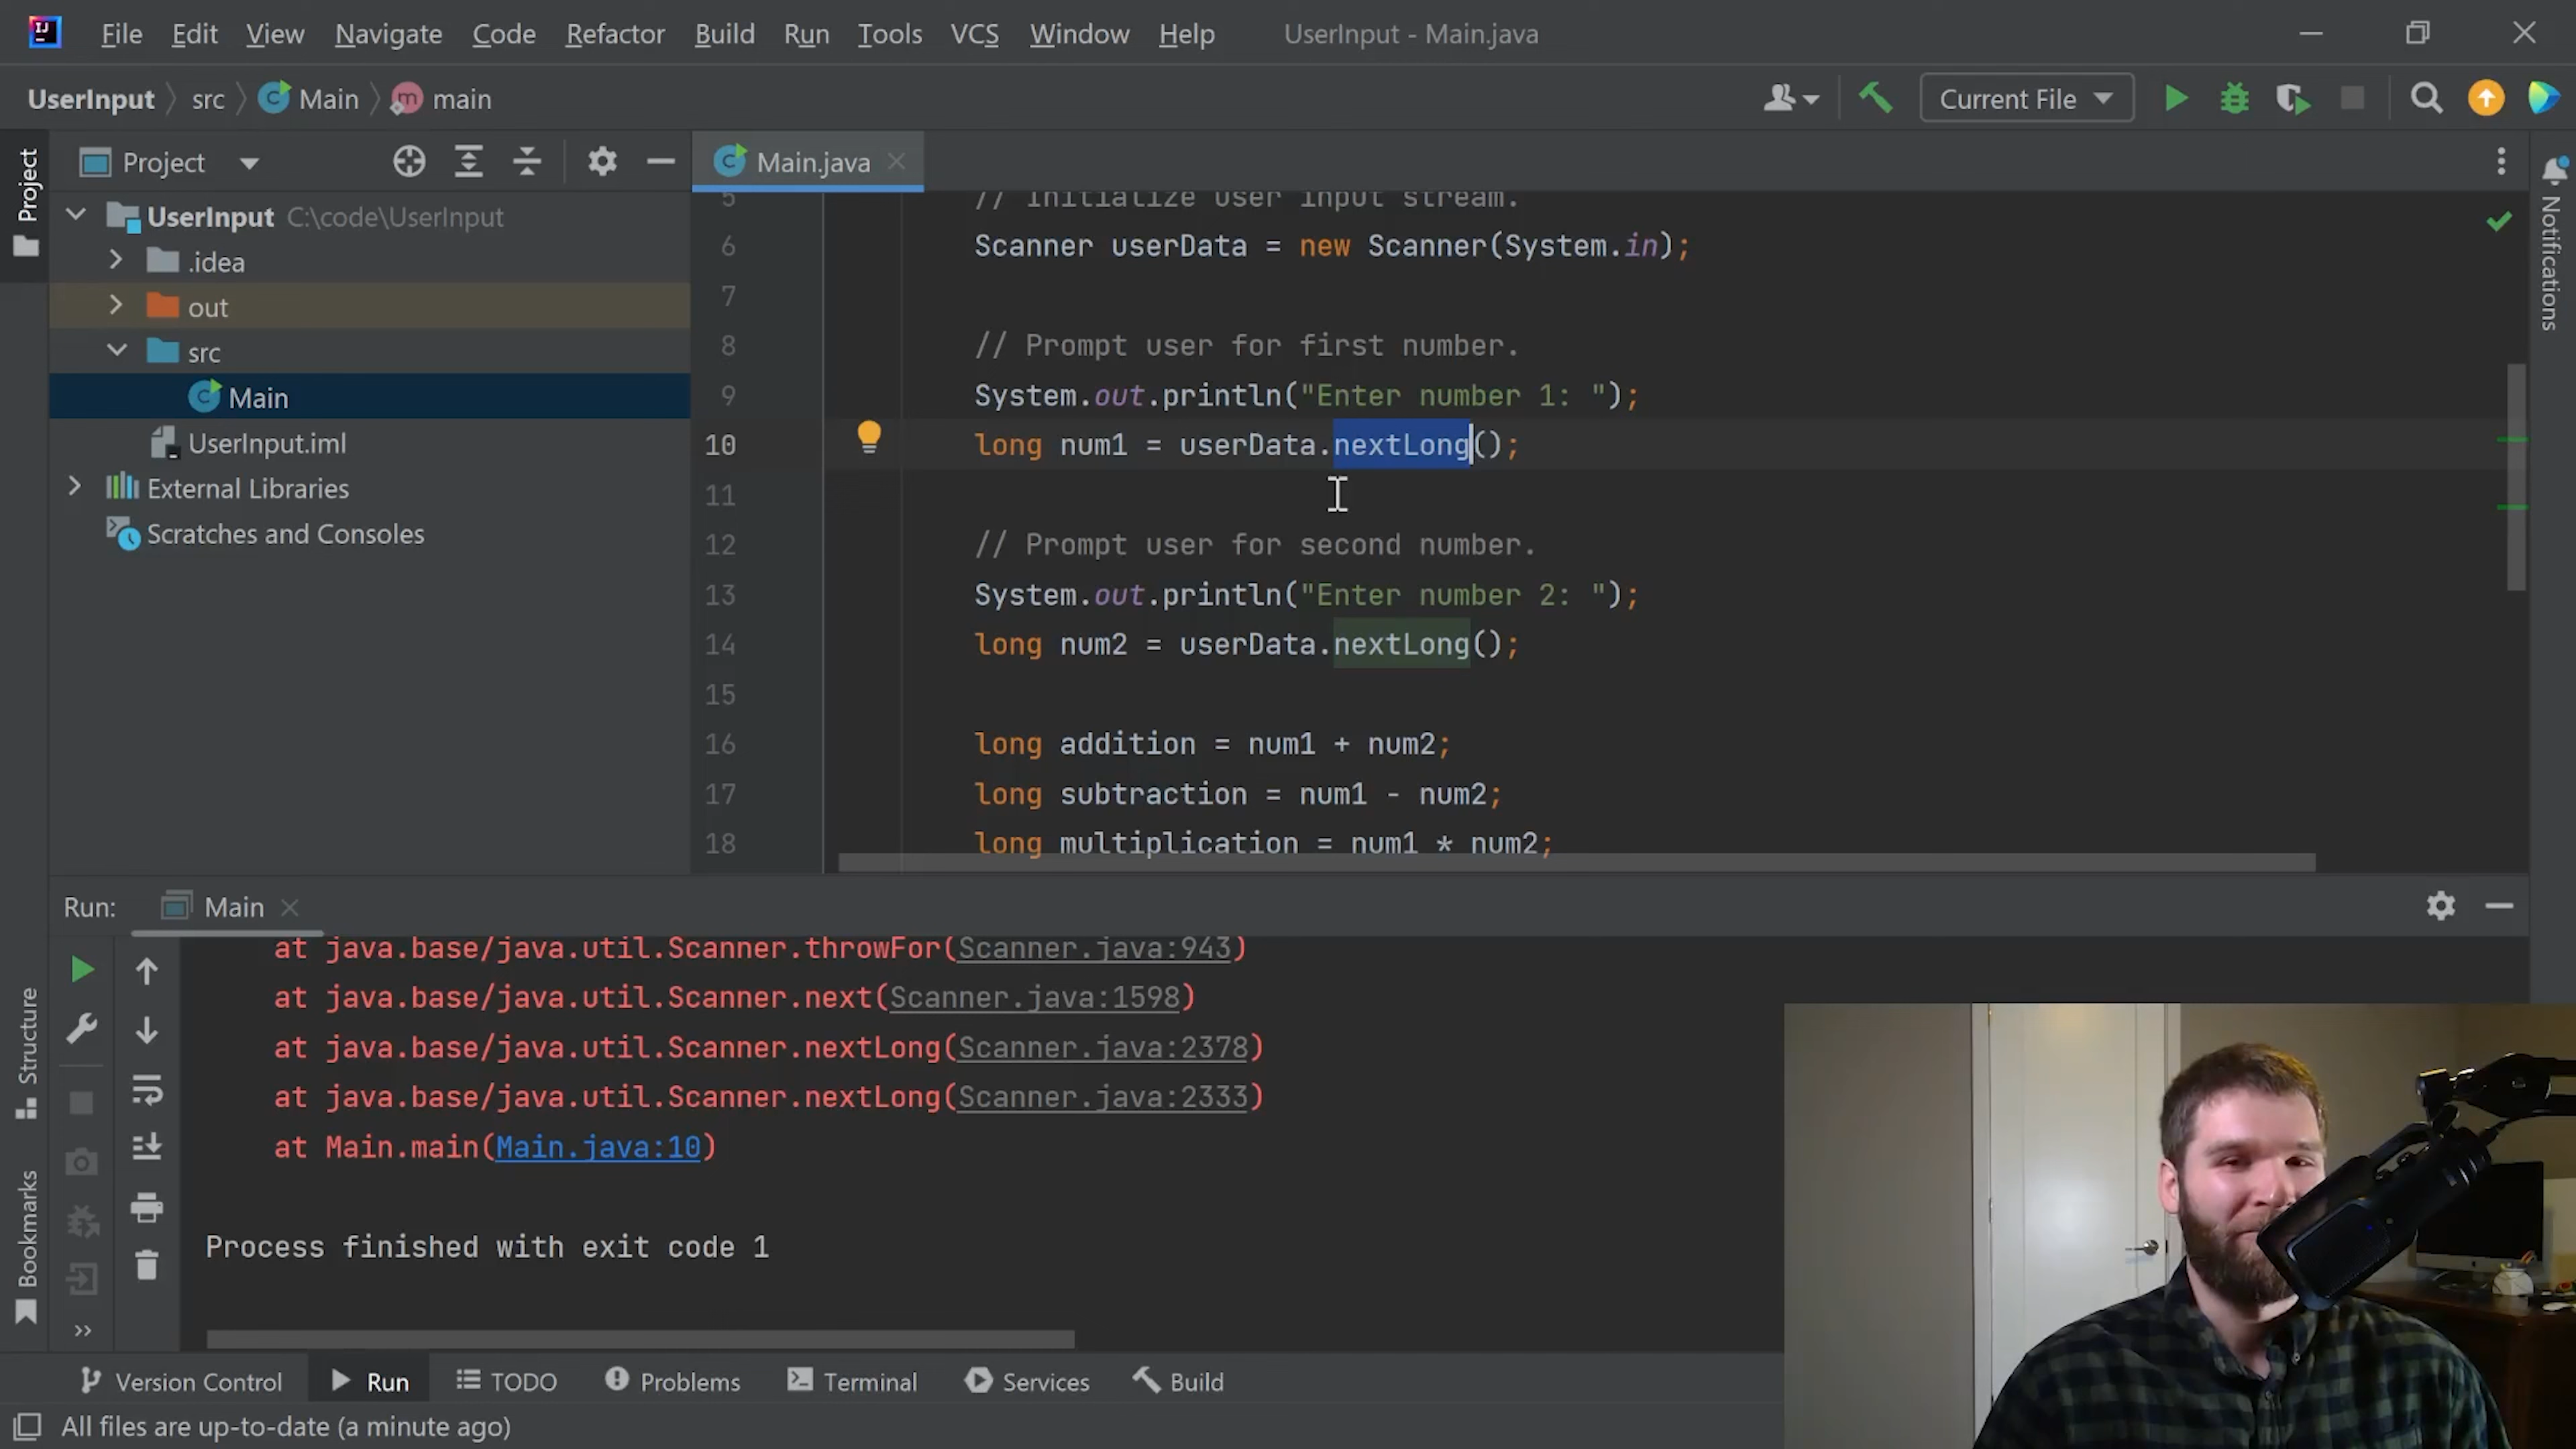 File Edit View Navigate Code Refactor Build Run Tools VCS Window Help UserInput - Main.java
UserInput src Main main Current File
Project
Project
Main.java
Notifications
UserInput C:\code\UserInput
.idea
out
src
Main
UserInput.iml
External Libraries
Scratches and Consoles
5 // Initialize user input stream.
6 Scanner userData = new Scanner(System.in);
7
8 // Prompt user for first number.
9 System.out.println("Enter number 1: ");
10 long num1 = userData.nextLong();
11
12 // Prompt user for second number.
13 System.out.println("Enter number 2: ");
14 long num2 = userData.nextLong();
15
16 long addition = num1 + num2;
17 long subtraction = num1 - num2;
18 long multiplication = num1 * num2;
Run: Main
at java.base/java.util.Scanner.throwFor(Scanner.java:943)
at java.base/java.util.Scanner.next(Scanner.java:1598)
at java.base/java.util.Scanner.nextLong(Scanner.java:2378)
at java.base/java.util.Scanner.nextLong(Scanner.java:2333)
at Main.main(Main.java:10)
Process finished with exit code 1
Structure
Bookmarks
Version Control Run TODO Problems Terminal Services Build
All files are up-to-date (a minute ago)